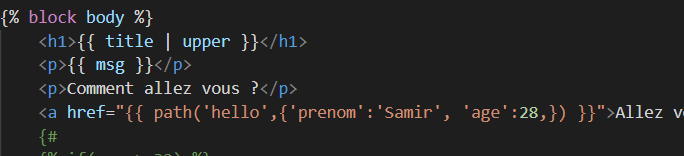 {% block body %}
<h1>{{ title | upper }}</h1>
<p>{{ msg }}</p>
<p>Comment allez vous ?</p>
<a href="{{ path('hello',{'prenom':'Samir', 'age':28,}) }}">Allez
{#